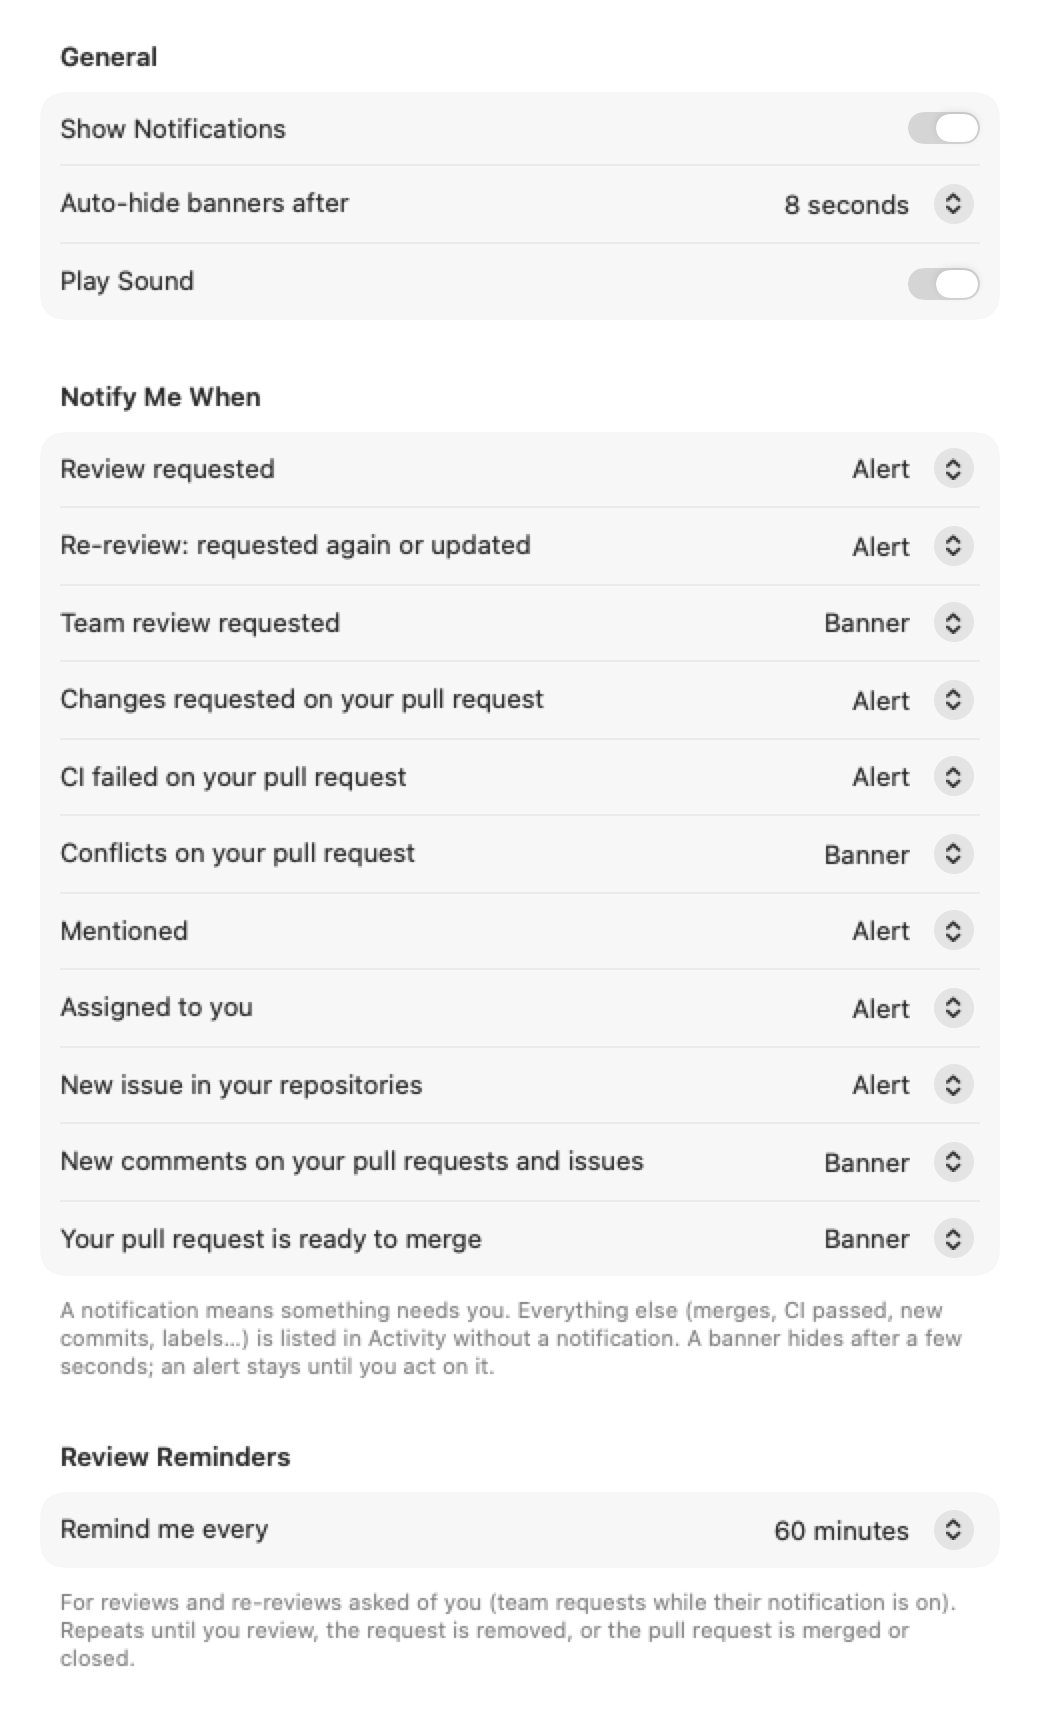 General
Show Notifications
Auto-hide banners after 8 seconds
Play Sound
Notify Me When
Review requested Alert
Re-review: requested again or updated Alert
Team review requested Banner
Changes requested on your pull request Alert
CI failed on your pull request Alert
Conflicts on your pull request Banner
Mentioned Alert
Assigned to you Alert
New issue in your repositories Alert
New comments on your pull requests and issues Banner
Your pull request is ready to merge Banner
A notification means something needs you. Everything else (merges, CI passed, new
commits, labels...) is listed in Activity without a notification. A banner hides after a few
seconds; an alert stays until you act on it.
Review Reminders
Remind me every 60 minutes
For reviews and re-reviews asked of you (team requests while their notification is on).
Repeats until you review, the request is removed, or the pull request is merged or
closed.